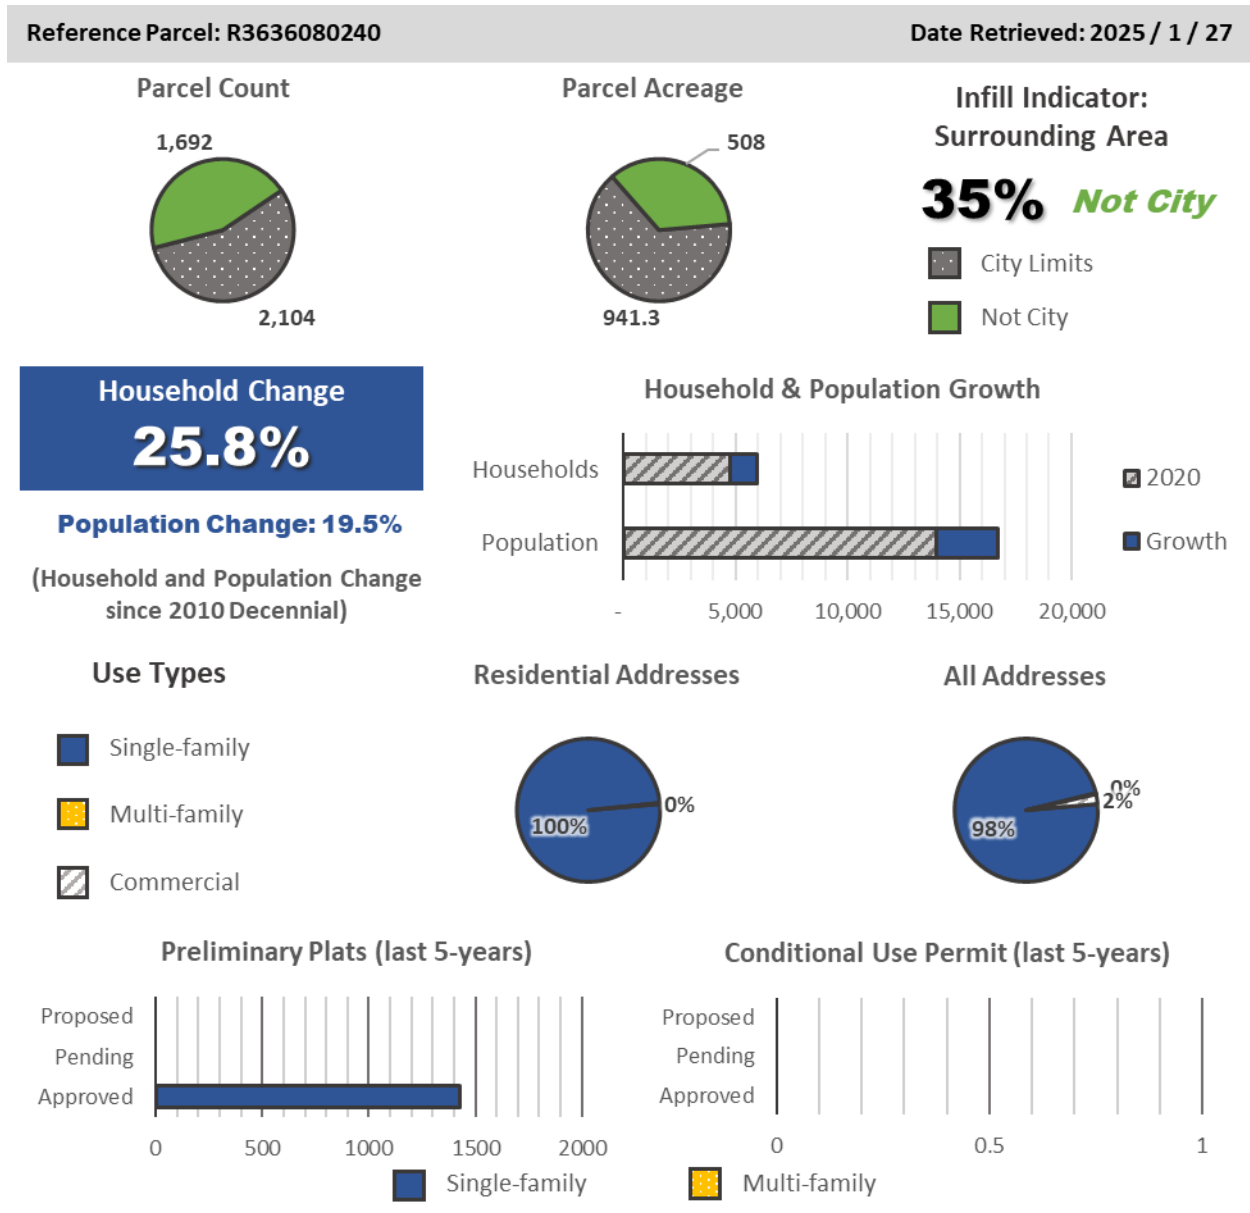 Reference Parcel: R3636080240
Date Retrieved: 2025 / 1 / 27
Parcel Count
1,692
2,104
Parcel Acreage
508
941.3
Infill Indicator:
Surrounding Area
35% Not City
City Limits
Not City
Household Change
25.8%
Population Change: 19.5%
(Household and Population Change
since 2010 Decennial)
Household & Population Growth
Households
Population
- 5,000 10,000 15,000 20,000
2020
Growth
Use Types
Single-family
Multi-family
Commercial
Residential Addresses
0%
100%
All Addresses
0%
2%
98%
Preliminary Plats (last 5-years)
Proposed
Pending
Approved
0 500 1000 1500 2000
Conditional Use Permit (last 5-years)
Proposed
Pending
Approved
0 0.5 1
Single-family
Multi-family